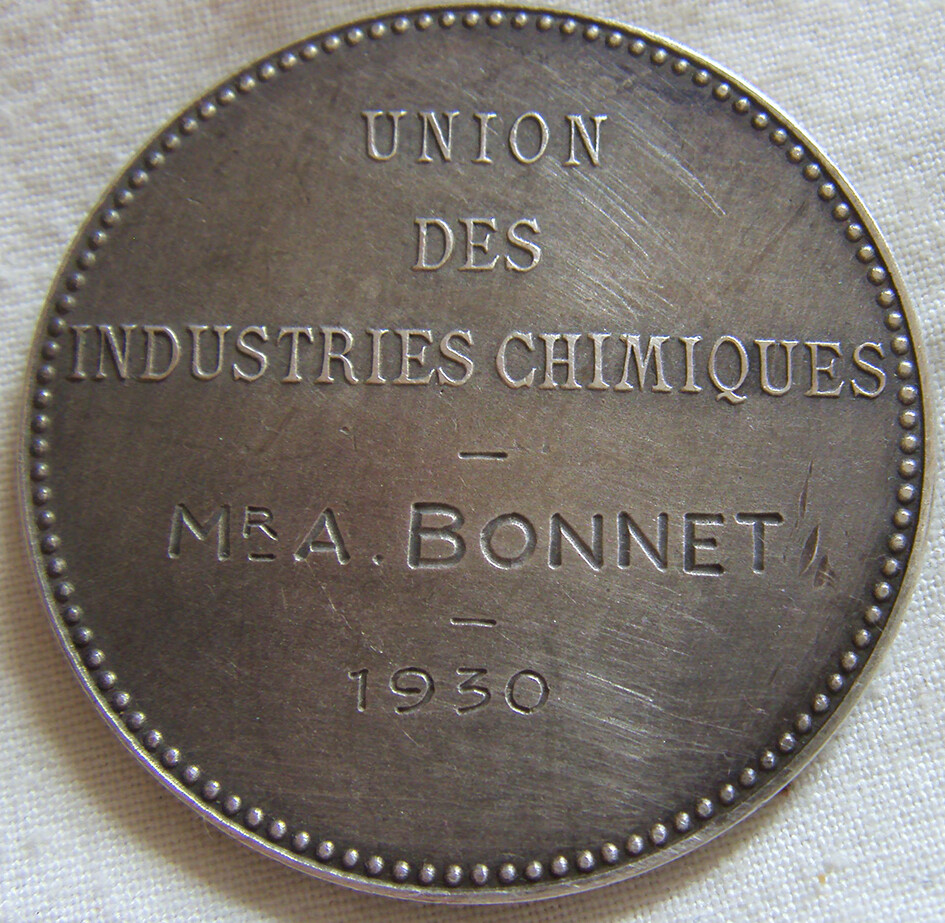 UNION
DES
INDUSTRIES CHIMIQUES
—
MR A. BONNET
—
1930